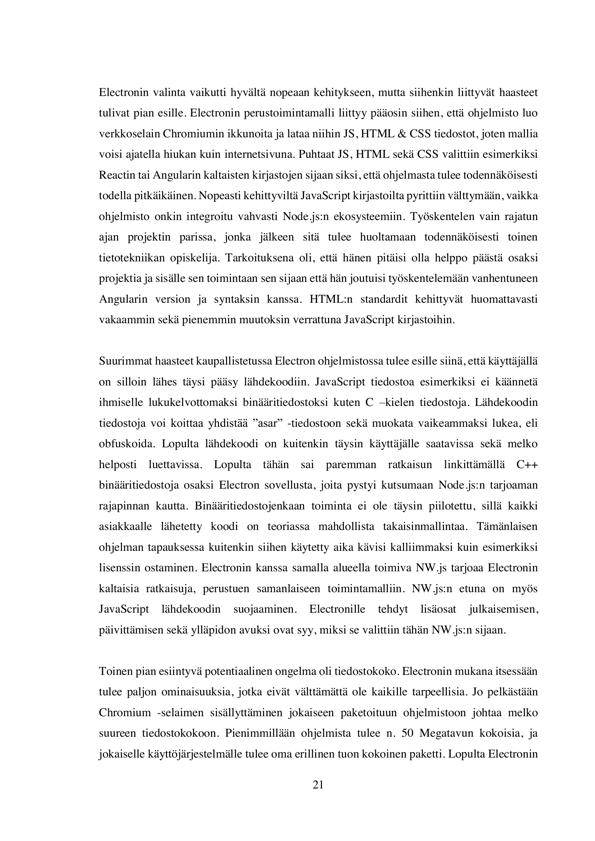 Electronin valinta vaikutti hyvältä nopeaan kehitykseen, mutta siihenkin liittyvät haasteet
tulivat pian esille. Electronin perustoimintamalli liittyy pääosin siihen, että ohjelmisto luo
verkkoselain Chromiumin ikkunoita ja lataa niihin JS, HTML & CSS tiedostot, joten mallia
voisi ajatella hiukan kuin internetsivuna. Puhtaat JS, HTML sekä CSS valittiin esimerkiksi
Reactin tai Angularin kaltaisten kirjastojen sijaan siksi, että ohjelmasta tulee todennäköisesti
todella pitkäikäinen. Nopeasti kehittyviltä JavaScript kirjastoilta pyrittiin välttymään, vaikka
ohjelmisto onkin integroitu vahvasti Node.js:n ekosysteemiin. Työskentelen vain rajatun
ajan projektin parissa, jonka jälkeen sitä tulee huoltamaan todennäköisesti toinen
tietotekniikan opiskelija. Tarkoituksena oli, että hänen pitäisi olla helppo päästä osaksi
projektia ja sisälle sen toimintaan sen sijaan että hän joutuisi työskentelemään vanhentuneen
Angularin version ja syntaksin kanssa. HTML:n standardit kehittyvät huomattavasti
vakaammin sekä pienemmin muutoksin verrattuna JavaScript kirjastoihin.
Suurimmat haasteet kaupallistetussa Electron ohjelmistossa tulee esille siinä, että käyttäjällä
on silloin lähes täysi pääsy lähdekoodiin. JavaScript tiedostoa esimerkiksi ei käännetä
ihmiselle lukukelvottomaksi binääritiedostoksi kuten C –kielen tiedostoja. Lähdekoodin
tiedostoja voi koittaa yhdistää ”asar” -tiedostoon sekä muokata vaikeammaksi lukea, eli
obfuskoida. Lopulta lähdekoodi on kuitenkin täysin käyttäjälle saatavissa sekä melko
helposti luettavissa. Lopulta tähän sai paremman ratkaisun linkittämällä C++
binääritiedostoja osaksi Electron sovellusta, joita pystyi kutsumaan Node.js:n tarjoaman
rajapinnan kautta. Binääritiedostojenkaan toiminta ei ole täysin piilotettu, sillä kaikki
asiakkaalle lähetetty koodi on teoriassa mahdollista takaisinmallintaa. Tämänlaisen
ohjelman tapauksessa kuitenkin siihen käytetty aika kävisi kalliimmaksi kuin esimerkiksi
lisenssin ostaminen. Electronin kanssa samalla alueella toimiva NW.js tarjoaa Electronin
kaltaisia ratkaisuja, perustuen samanlaiseen toimintamalliin. NW.js:n etuna on myös
JavaScript lähdekoodin suojaaminen. Electronille tehdyt lisäosat julkaisemisen,
päivittämisen sekä ylläpidon avuksi ovat syy, miksi se valittiin tähän NW.js:n sijaan.
Toinen pian esiintyvä potentiaalinen ongelma oli tiedostokoko. Electronin mukana itsessään
tulee paljon ominaisuuksia, jotka eivät välttämättä ole kaikille tarpeellisia. Jo pelkästään
Chromium -selaimen sisällyttäminen jokaiseen paketoituun ohjelmistoon johtaa melko
suureen tiedostokokoon. Pienimmillään ohjelmista tulee n. 50 Megatavun kokoisia, ja
jokaiselle käyttöjärjestelmälle tulee oma erillinen tuon kokoinen paketti. Lopulta Electronin
21